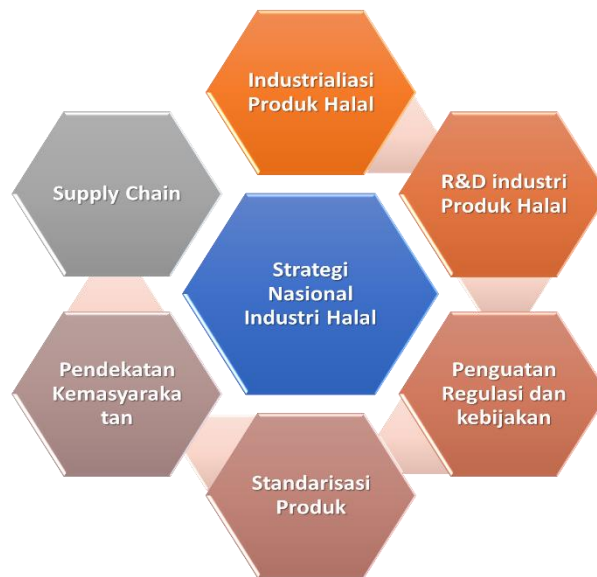 Industrialiasi
Produk Halal
R&D industri
Produk Halal
Penguatan
Regulasi dan
kebijakan
Standarisasi
Produk
Pendekatan
Kemasyaraka
tan
Supply Chain
Strategi
Nasional
Industri Halal